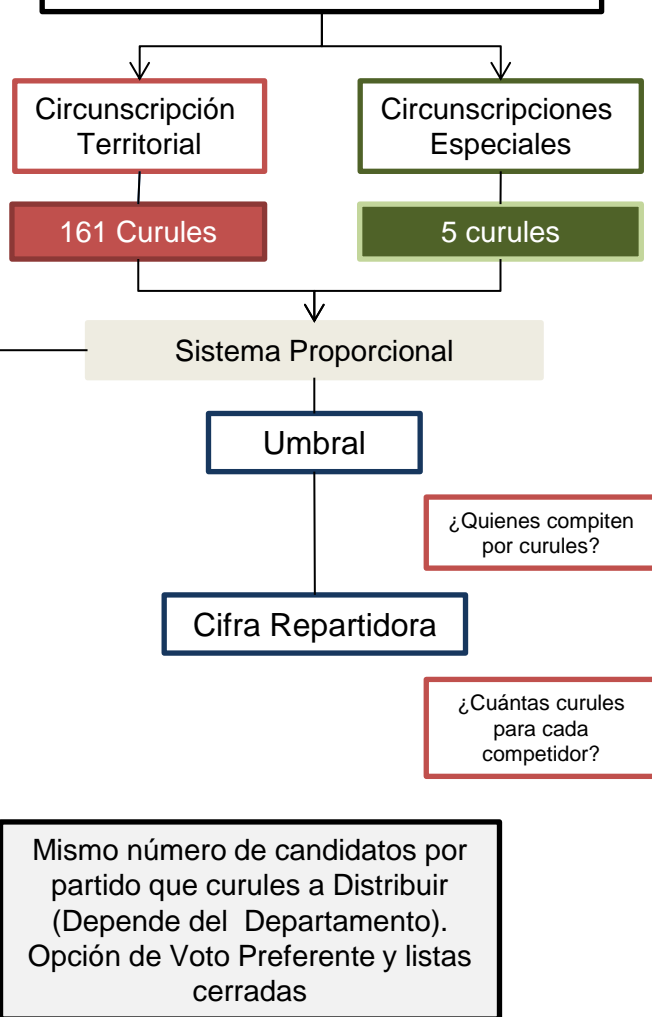 Circunscripción
Territorial
Circunscripciones
Especiales
161 Curules
5 curules
Sistema Proporcional
Umbral
¿Quienes compiten
por curules?
Cifra Repartidora
¿Cuántas curules
para cada
competidor?
Mismo número de candidatos por
partido que curules a Distribuir
(Depende del Departamento).
Opción de Voto Preferente y listas
cerradas